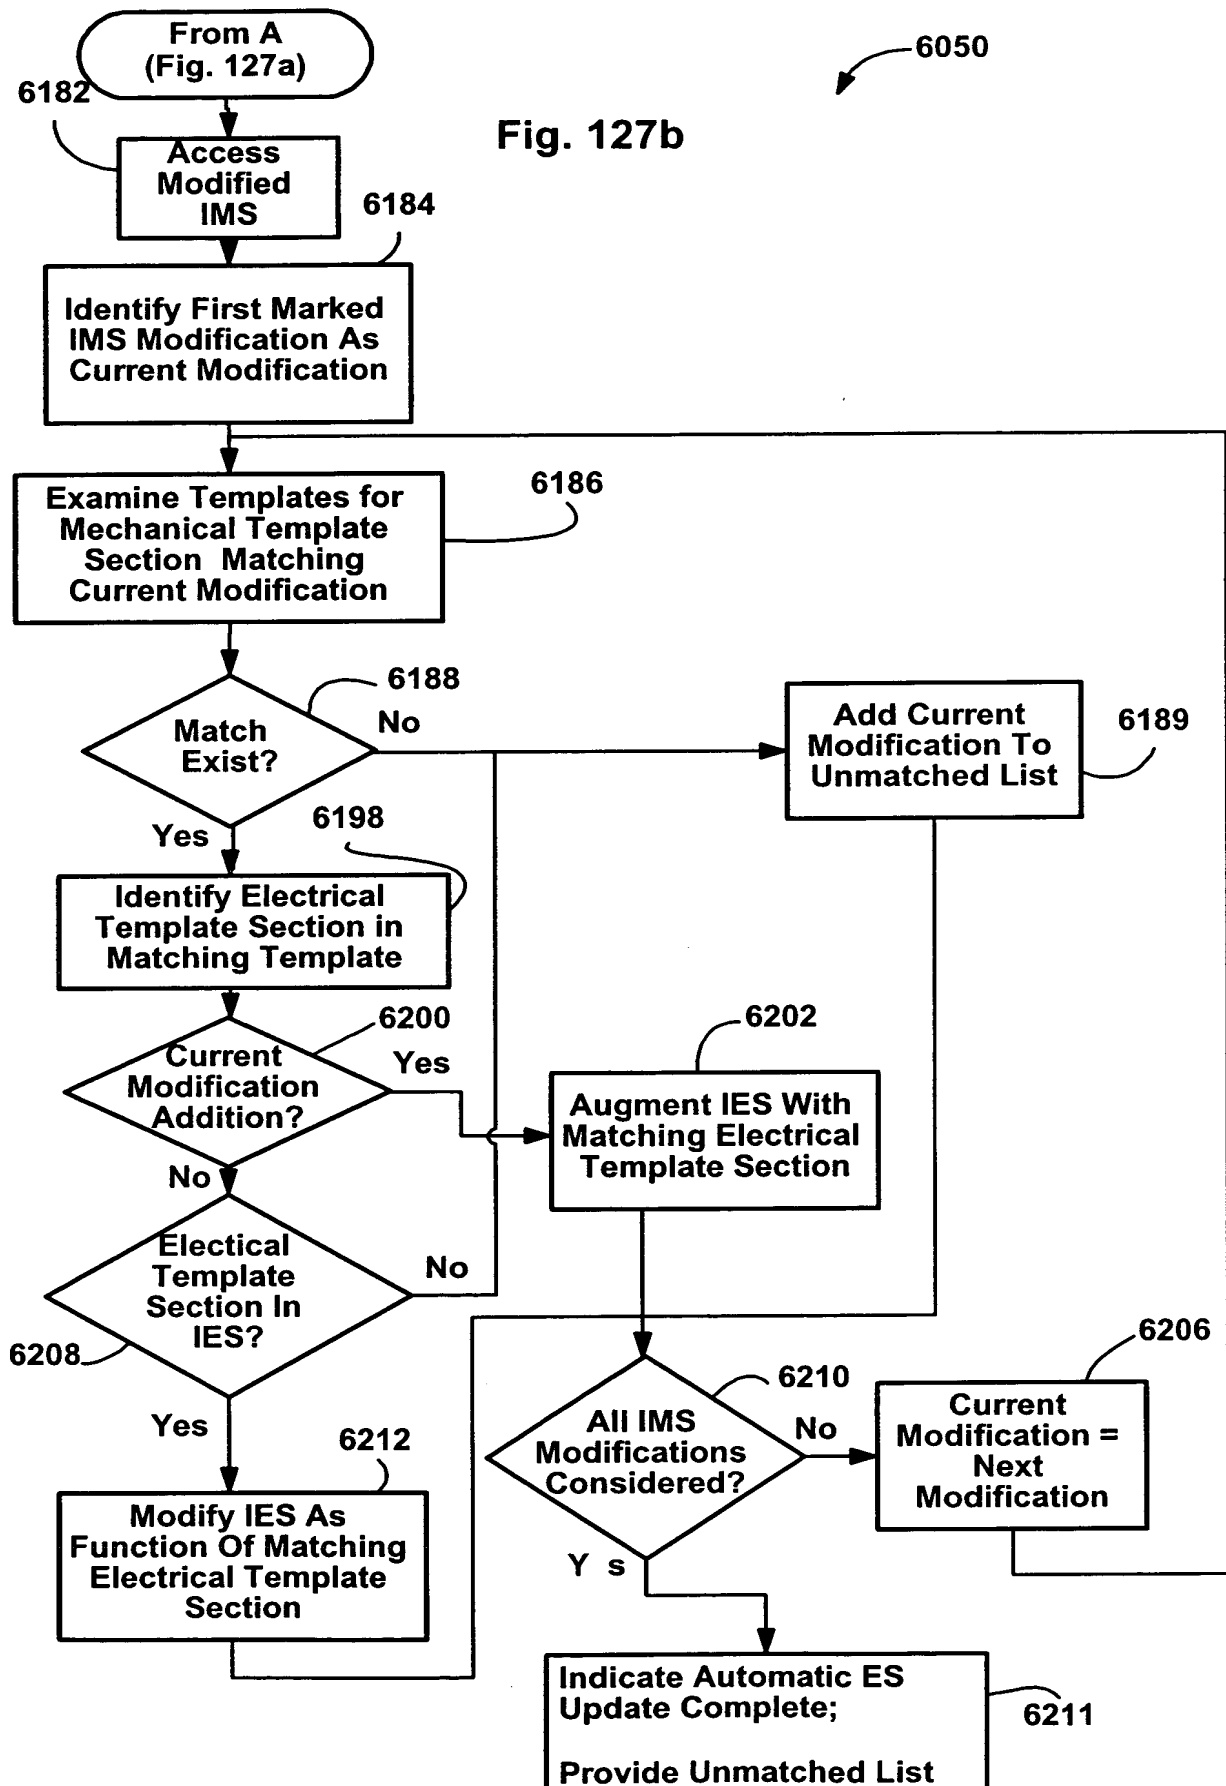 From A
(Fig. 127a)
6050
6182
Fig. 127b
Access
Modified
IMS
6184
Identify First Marked
IMS Modification As
Current Modification
Examine Templates for
Mechanical Template
Section Matching
Current Modification
6186
6188
Match
Exist?
No
Add Current
Modification To
Unmatched List
6189
Yes
6198
Identify Electrical
Template Section in
Matching Template
6200
Current
Modification
Addition?
Yes
6202
Augment IES With
Matching Electrical
Template Section
No
Electical
Template
Section In
IES?
No
6208
6206
6210
All IMS
Modifications
Considered?
No
Current
Modification =
Next
Modification
Yes
6212
Modify IES As
Function Of Matching
Electrical Template
Section
Y s
Indicate Automatic ES
Update Complete;
Provide Unmatched List
6211